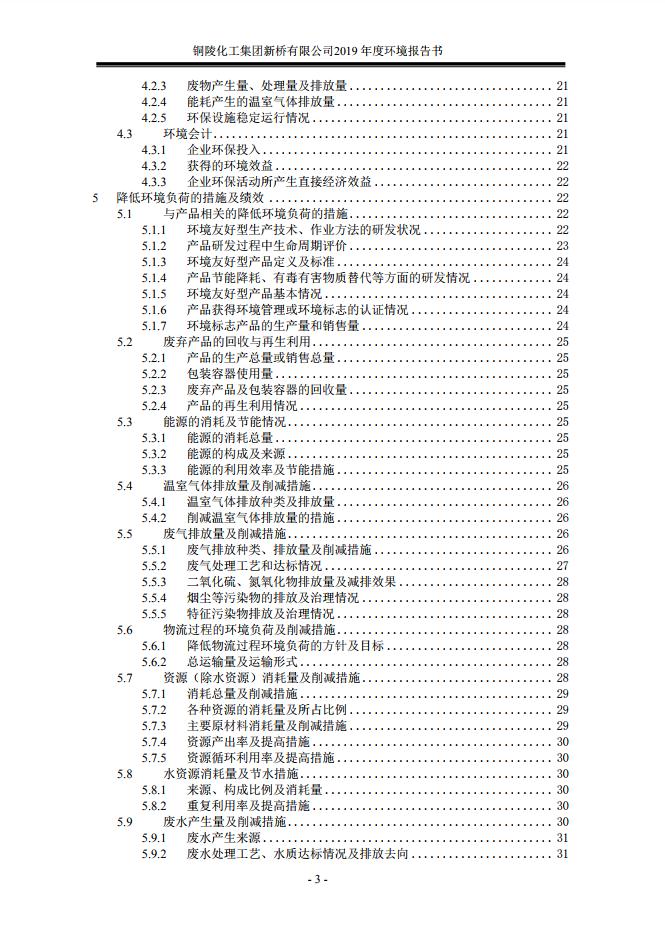 铜陵化工集团新桥有限公司2019 年度环境报告书
4.2.3 废物产生量、处理量及排放量................................ 21
4.2.4 能耗产生的温室气体排放量................................ 21
4.2.5 环保设施稳定运行情况................................ 21
4.3 环境会计................................ 21
4.3.1 企业环保投入................................ 21
4.3.2 获得的环境效益................................ 22
4.3.3 企业环保活动所产生直接经济效益................................ 22
5 降低环境负荷的措施及绩效................................ 22
5.1 与产品相关的降低环境负荷的措施................................ 22
5.1.1 环境友好型生产技术、作业方法的研发状况................................ 22
5.1.2 产品研发过程中生命周期评价................................ 23
5.1.3 环境友好型产品定义及标准................................ 24
5.1.4 产品节能降耗、有毒有害物质替代等方面的研发情况................................ 24
5.1.5 环境友好型产品基本情况................................ 24
5.1.6 产品获得环境管理或环境标志的认证情况................................ 24
5.1.7 环境标志产品的生产量和销售量................................ 24
5.2 废弃产品的回收与再生利用................................ 25
5.2.1 产品的生产总量或销售总量................................ 25
5.2.2 包装容器使用量................................ 25
5.2.3 废弃产品及包装容器的回收量................................ 25
5.2.4 产品的再生利用情况................................ 25
5.3 能源的消耗及节能情况................................ 25
5.3.1 能源的消耗总量................................ 25
5.3.2 能源的构成及来源................................ 25
5.3.3 能源的利用效率及节能措施................................ 25
5.4 温室气体排放量及削减措施................................ 26
5.4.1 温室气体排放种类及排放量................................ 26
5.4.2 削减温室气体排放量的措施................................ 26
5.5 废气排放量及削减措施................................ 26
5.5.1 废气排放种类、排放量及削减措施................................ 26
5.5.2 废气处理工艺和达标情况................................ 27
5.5.3 二氧化硫、氮氧化物排放量及减排效果................................ 28
5.5.4 烟尘等污染物的排放及治理情况................................ 28
5.5.5 特征污染物排放及治理情况................................ 28
5.6 物流过程的环境负荷及削减措施................................ 28
5.6.1 降低物流过程环境负荷的方针及目标................................ 28
5.6.2 总运输量及运输形式................................ 28
5.7 资源（除水资源）消耗量及削减措施................................ 28
5.7.1 消耗总量及削减措施................................ 29
5.7.2 各种资源的消耗量及所占比例................................ 29
5.7.3 主要原材料消耗量及削减措施................................ 29
5.7.4 资源产出率及提高措施................................ 30
5.7.5 资源循环利用率及提高措施................................ 30
5.8 水资源消耗量及节水措施................................ 30
5.8.1 来源、构成比例及消耗量................................ 30
5.8.2 重复利用率及提高措施................................ 30
5.9 废水产生量及削减措施................................ 30
5.9.1 废水产生来源................................ 31
5.9.2 废水处理工艺、水质达标情况及排放去向................................ 31
- 3 -